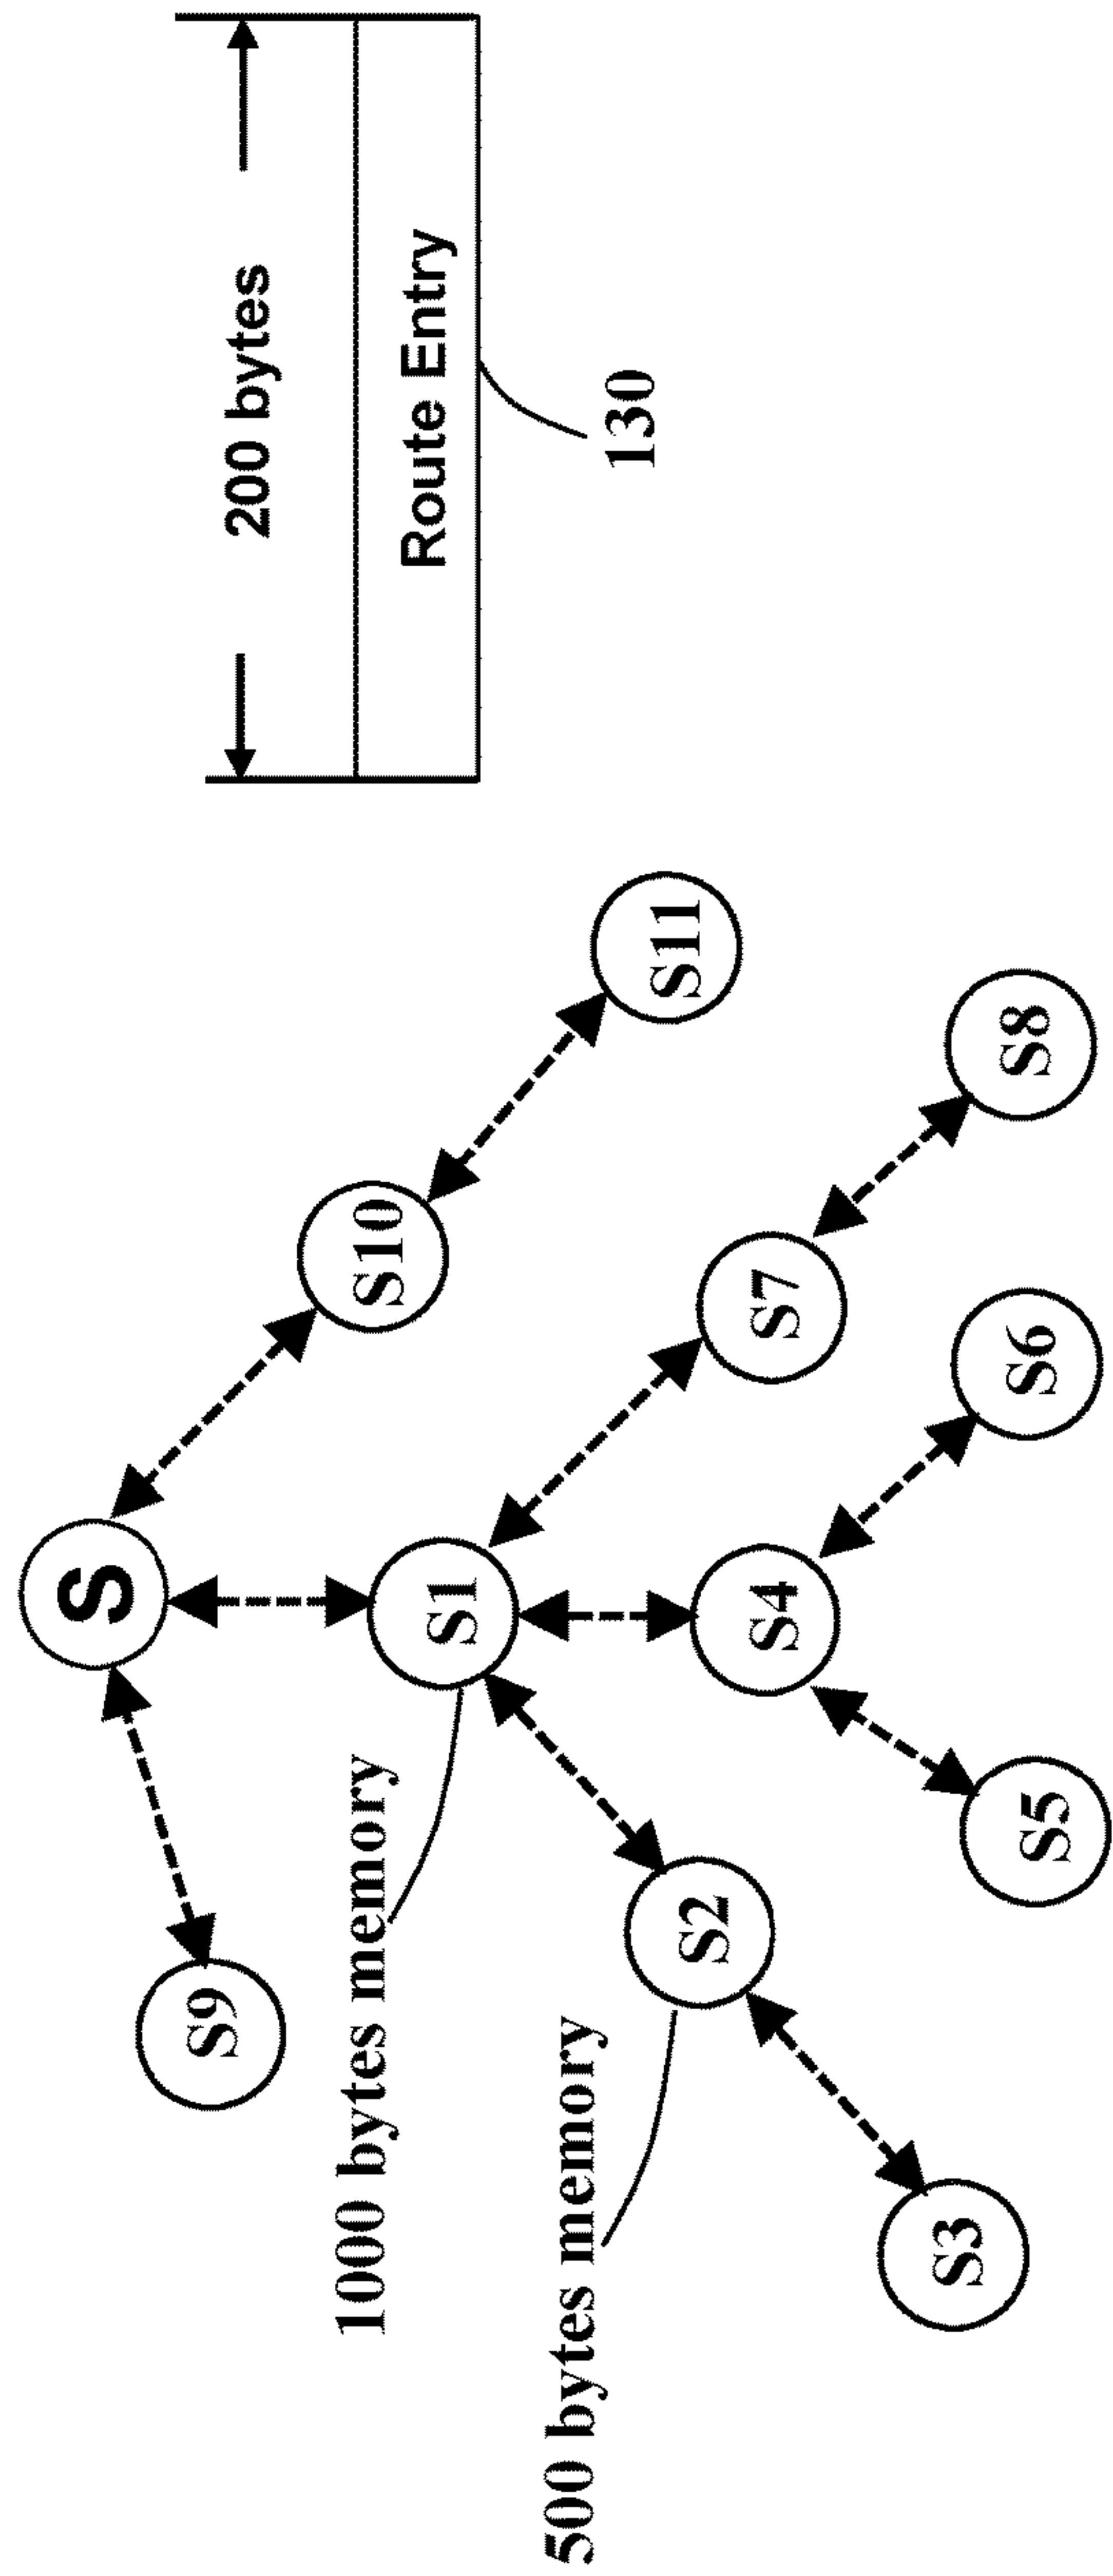 200 bytes
Route Entry
130
S
S9
S10
1000 bytes memory
S1
S11
500 bytes memory
S2
S4
S7
S3
S5
S6
S8